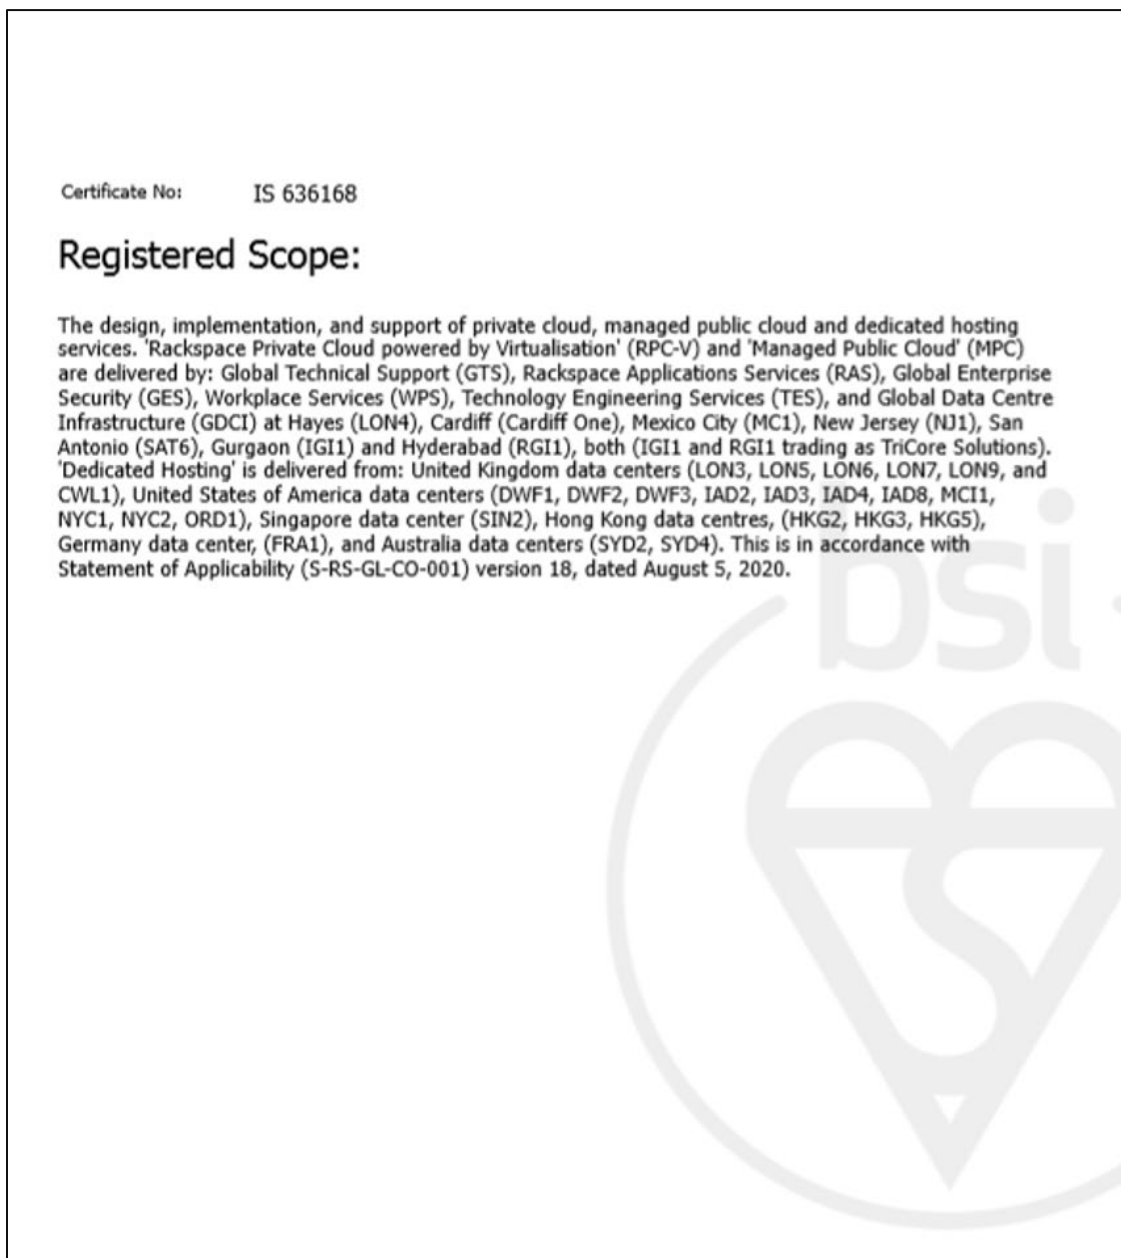 Certificate No: IS 636168
Registered Scope:
The design, implementation, and support of private cloud, managed public cloud and dedicated hosting
services. 'Rackspace Private Cloud powered by Virtualisation' (RPC-V) and 'Managed Public Cloud' (MPC)
are delivered by: Global Technical Support (GTS), Rackspace Applications Services (RAS), Global Enterprise
Security (GES), Workplace Services (WPS), Technology Engineering Services (TES), and Global Data Centre
Infrastructure (GDCI) at Hayes (LON4), Cardiff (Cardiff One), Mexico City (MC1), New Jersey (NJ1), San
Antonio (SAT6), Gurgaon (IGI1) and Hyderabad (RGI1), both (IGI1 and RGI1 trading as TriCore Solutions).
'Dedicated Hosting' is delivered from: United Kingdom data centers (LON3, LON5, LON6, LON7, LON9, and
CWL1), United States of America data centers (DWF1, DWF2, DWF3, IAD2, IAD3, IAD4, IAD8, MCI1,
NYC1, NYC2, ORD1), Singapore data center (SIN2), Hong Kong data centres, (HKG2, HKG3, HKG5),
Germany data center, (FRA1), and Australia data centers (SYD2, SYD4). This is in accordance with
Statement of Applicability (S-RS-GL-CO-001) version 18, dated August 5, 2020.
bsi